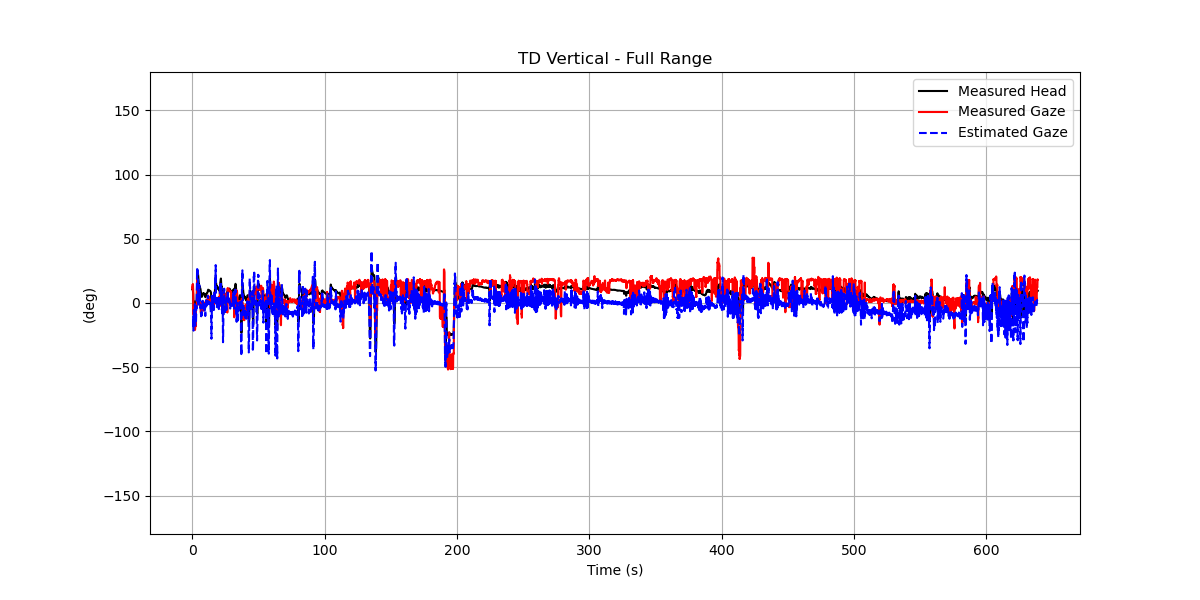 TD Vertical - Full Range
Measured Head
Measured Gaze
Estimated Gaze
150
100
50
0
−50
−100
−150
(deg)
0 100 200 300 400 500 600
Time (s)